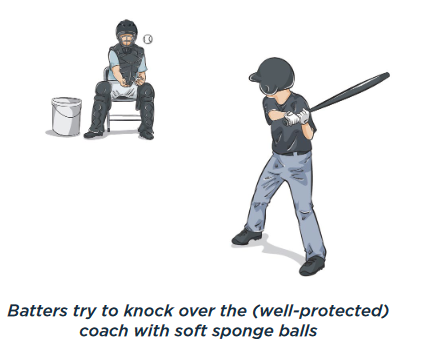 Batters try to knock over the (well-protected)
coach with soft sponge balls